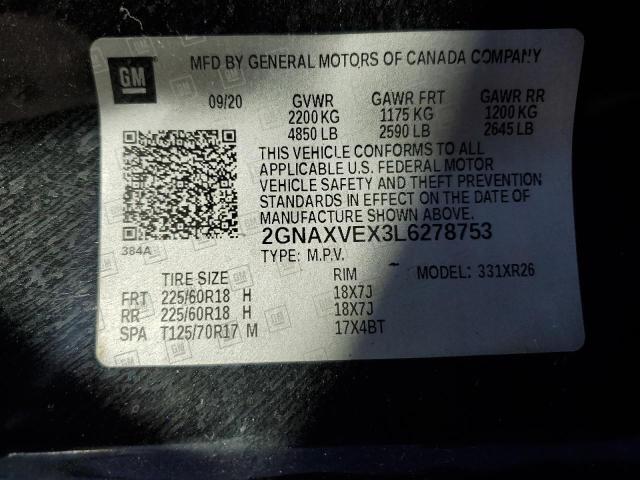 GM
MFD BY GENERAL MOTORS OF CANADA COMPANY
09/20 GVWR GAWR FRT GAWR RR
2200 KG 1175 KG 1200 KG
4850 LB 2590 LB 2645 LB
THIS VEHICLE CONFORMS TO ALL
APPLICABLE U.S. FEDERAL MOTOR
VEHICLE SAFETY AND THEFT PREVENTION
STANDARDS IN EFFECT ON THE DATE OF
MANUFACTURE SHOWN ABOVE.
384A
2GNAXVEX3L6278753
TYPE: M.P.V. MODEL: 331XR26
TIRE SIZE RIM
FRT 225/60R18 H 18X7J
RR 225/60R18 H 18X7J
SPA T125/70R17 M 17X4BT